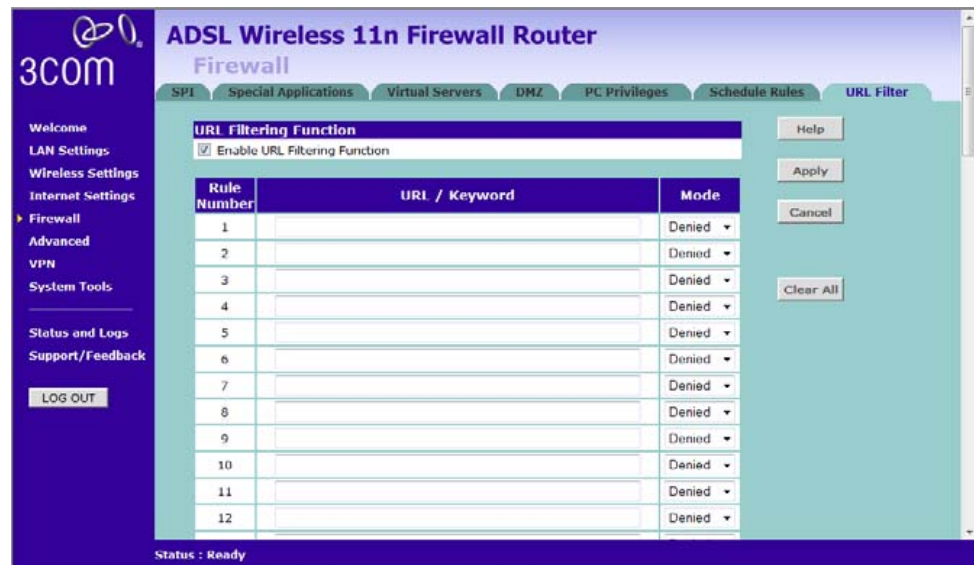 3COM
ADSL Wireless 11n Firewall Router
Firewall
SPI Special Applications Virtual Servers DMZ PC Privileges Schedule Rules URL Filter
Welcome
LAN Settings
Wireless Settings
Internet Settings
Firewall
Advanced
VPN
System Tools
Status and Logs
Support/Feedback
LOG OUT
URL Filtering Function
Enable URL Filtering Function
Rule Number URL / Keyword Mode
1 Denied
2 Denied
3 Denied
4 Denied
5 Denied
6 Denied
7 Denied
8 Denied
9 Denied
10 Denied
11 Denied
12 Denied
Help
Apply
Cancel
Clear All
Status : Ready